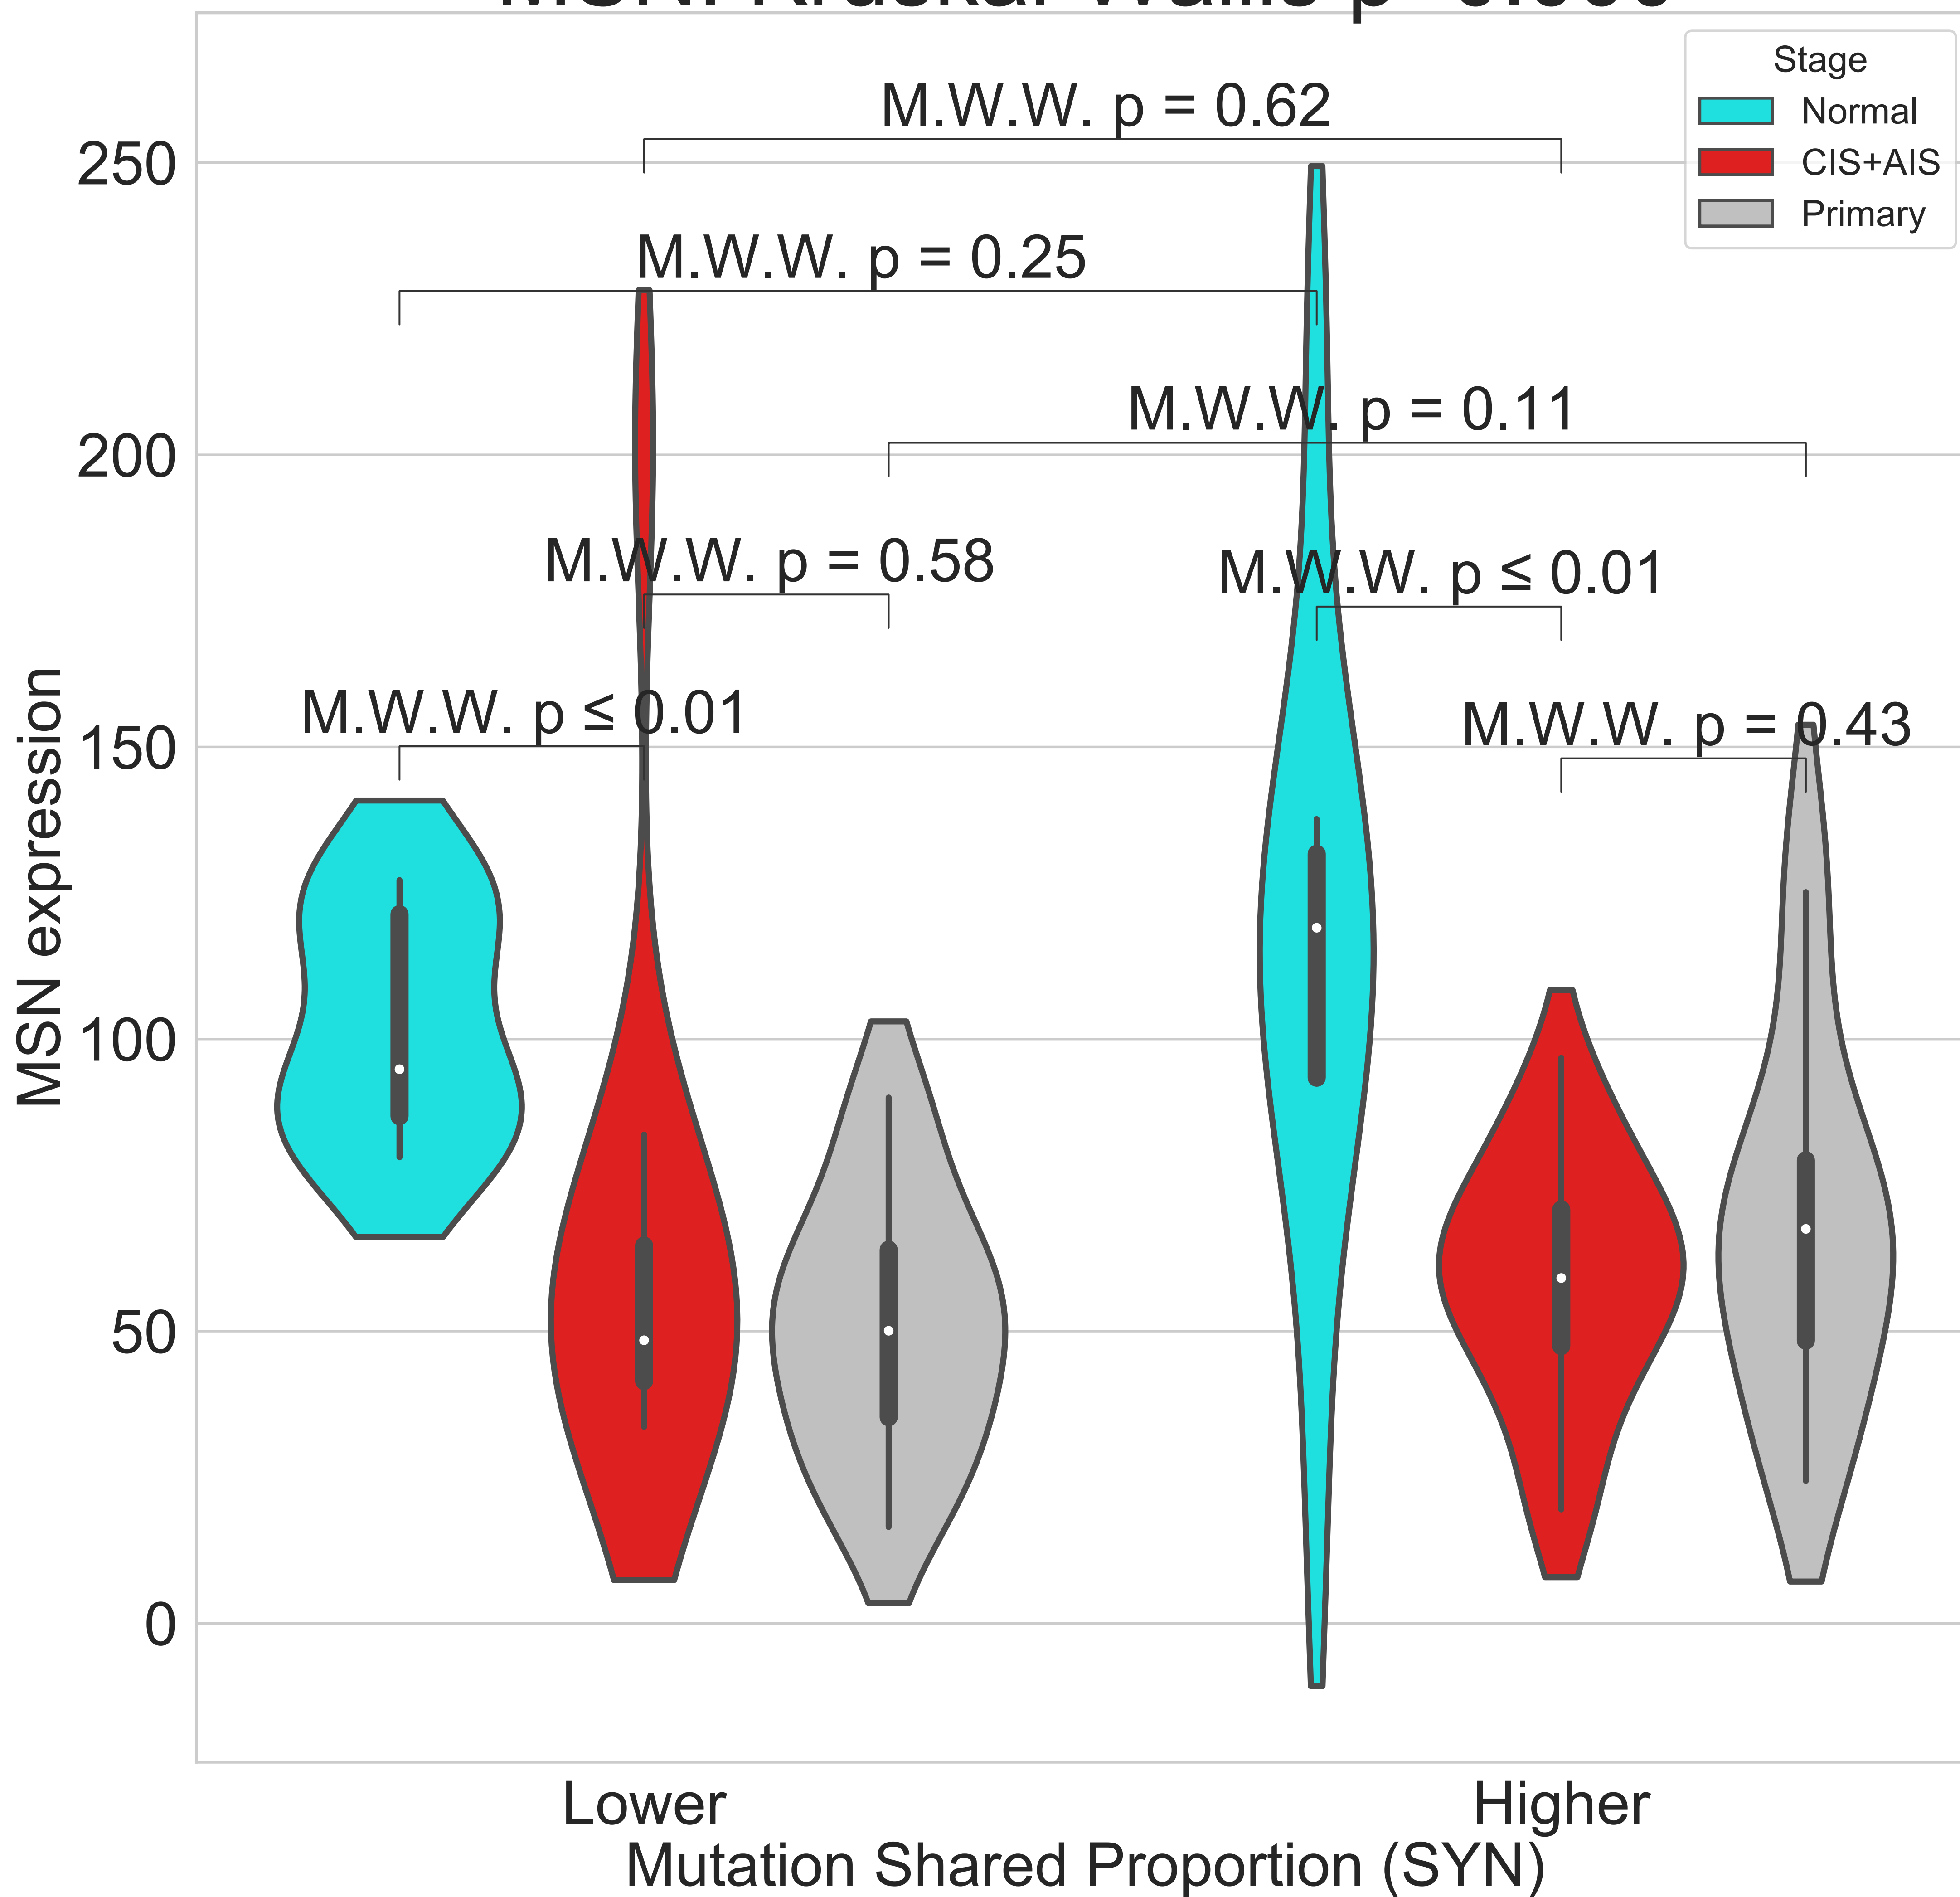 Stage
Normal
CIS+AIS
Primary
M.W.W. p = 0.62
M.W.W. p = 0.25
M.W.W. p = 0.11
M.W.W. p = 0.58
M.W.W. p ≤ 0.01
M.W.W. p ≤ 0.01
M.W.W. p = 0.43
MSN expression
250
200
150
100
50
0
Lower
Higher
Mutation Shared Proportion (SYN)